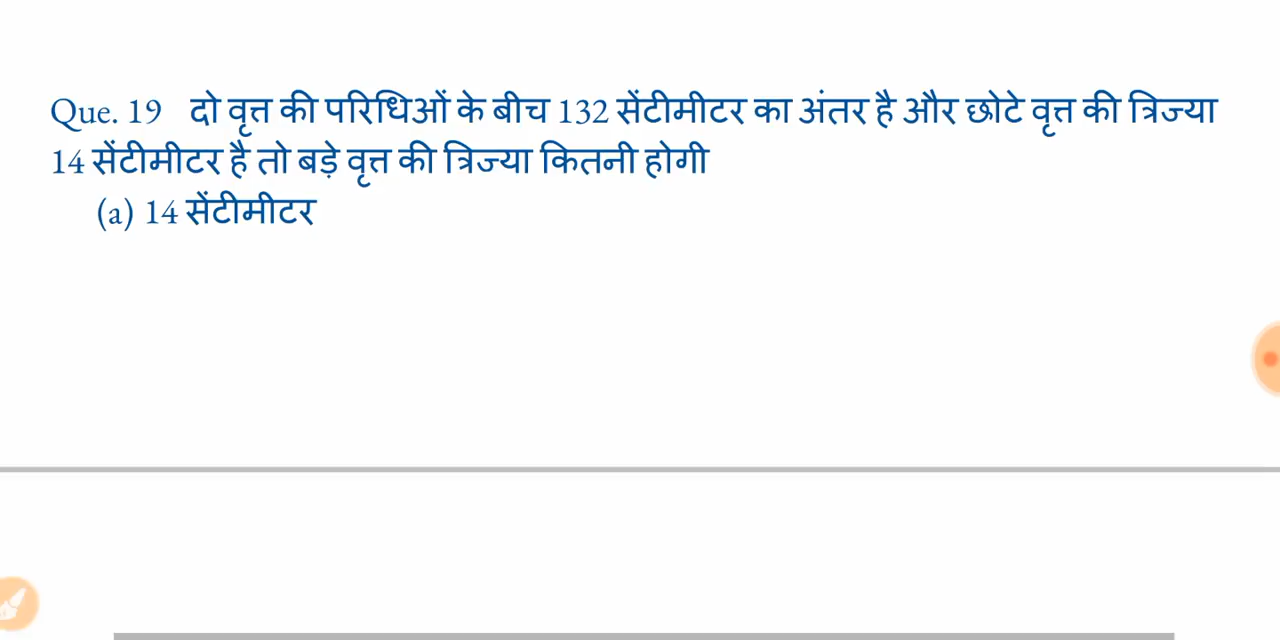 Que. 19 दो वृत्त की परिधिओं के बीच 132 सेंटीमीटर का अंतर है और छोटे वृत्त की त्रिज्या
14 सेंटीमीटर है तो बड़े वृत्त की त्रिज्या कितनी होगी
(a) 14 सेंटीमीटर